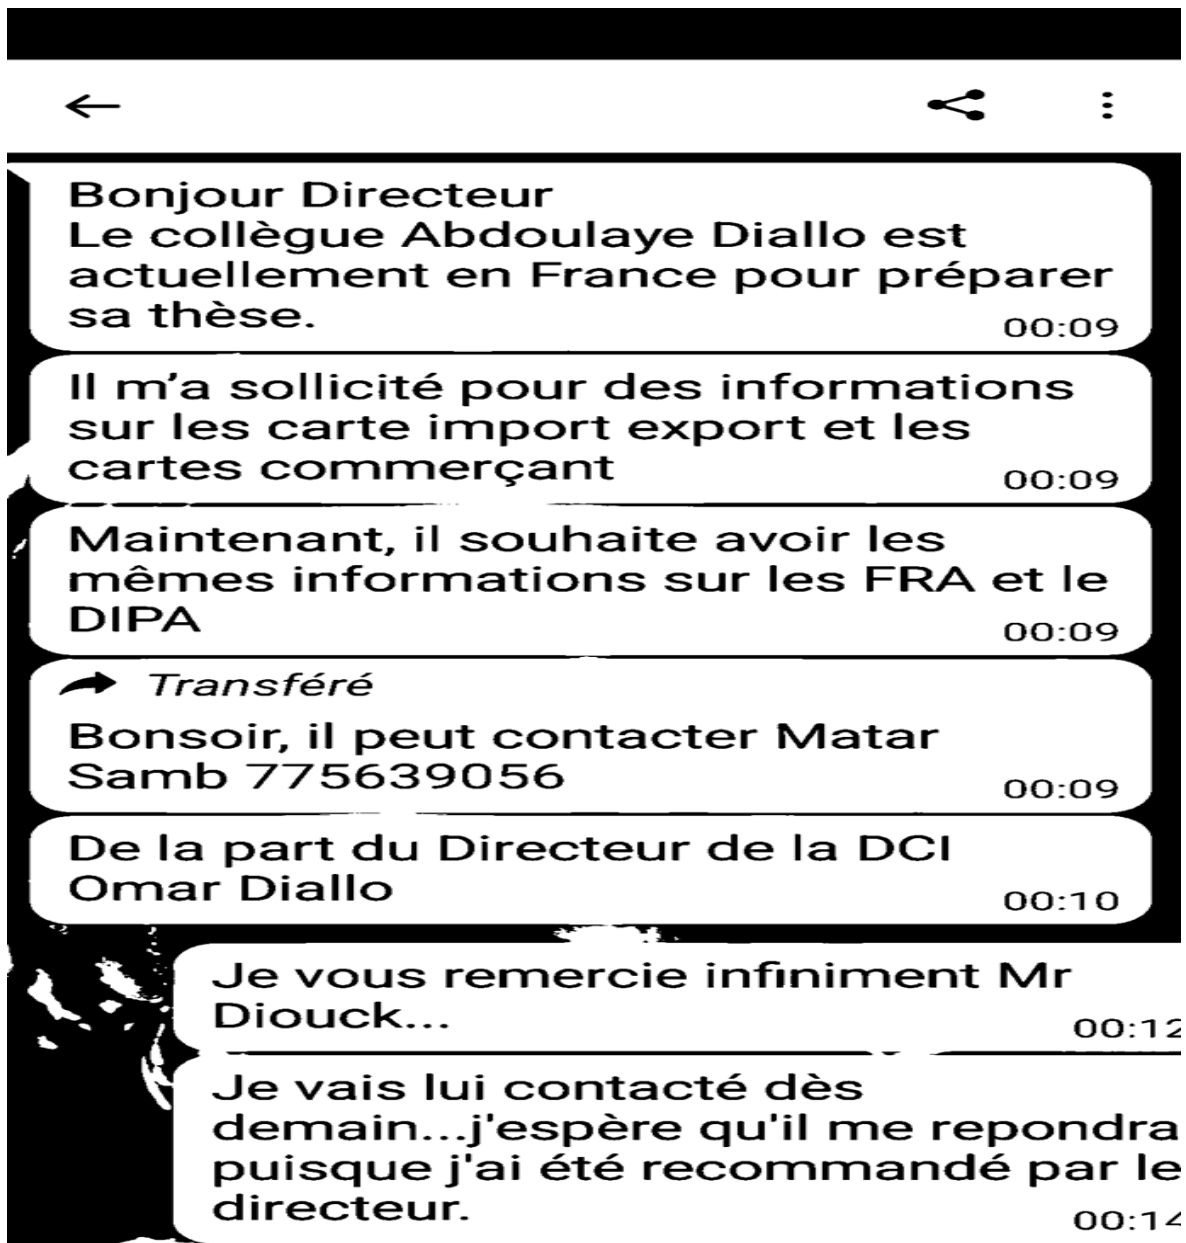 Bonjour Directeur
Le collègue Abdoulaye Diallo est
actuellement en France pour préparer
sa thèse.
00:09
Il m’a sollicité pour des informations
sur les carte import export et les
cartes commerçant
00:09
Maintenant, il souhaite avoir les
mêmes informations sur les FRA et le
DIPA
00:09
Transféré
Bonsoir, il peut contacter Matar
Samb 775639056
00:09
De la part du Directeur de la DCI
Omar Diallo
00:10
Je vous remercie infiniment Mr
Diouck...
00:12
Je vais lui contacté dès
demain...j'espère qu'il me repondra
puisque j'ai été recommandé par le
directeur.
00:14